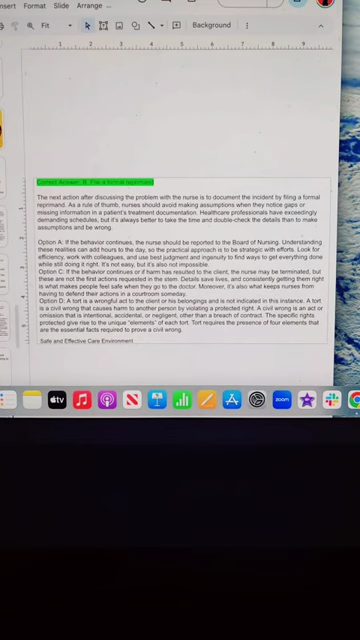 nsert Format Slide Arrange ...
Fit Background
1 2 3 4 5 6 7 8 9
Correct Answer: B. File a formal reprimand
The next action after discussing the problem with the nurse is to document the incident by filing a formal
reprimand. As a rule of thumb, nurses should avoid making assumptions when they notice gaps or
missing information in a patient's treatment documentation. Healthcare professionals have exceedingly
demanding schedules, but it's always better to take the time and double-check the details than to make
assumptions and be wrong.
Option A: If the behavior continues, the nurse should be reported to the Board of Nursing. Understanding
these realities can add hours to the day, so the practical approach is to be strategic with efforts. Look for
efficiency, work with colleagues, and use best judgment and ingenuity to find ways to get everything done
while still doing it right. It's not easy, but it's also not impossible.
Option C: If the behavior continues or if harm has resulted to the client, the nurse may be terminated, but
these are not the first actions requested in the stem. Details save lives, and consistently getting them right
is what makes people feel safe when they go to the doctor. Moreover, it's also what keeps nurses from
having to defend their actions in a courtroom someday.
Option D: A tort is a wrongful act to the client or his belongings and is not indicated in this instance. A tort
is a civil wrong that causes harm to another person by violating a protected right. A civil wrong is an act or
omission that is intentional, accidental, or negligent, other than a breach of contract. The specific rights
protected give rise to the unique "elements" of each tort. Tort requires the presence of four elements that
are the essential facts required to prove a civil wrong.
Safe and Effective Care Environment
tv
zoom